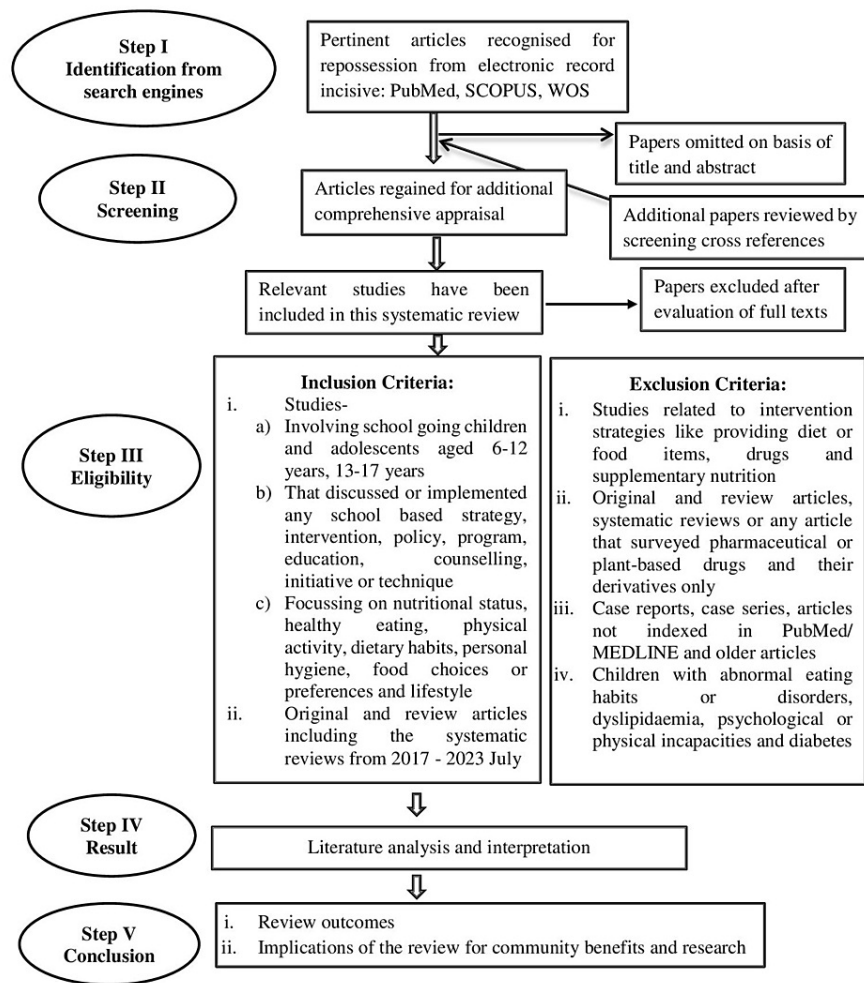 Step I
Identification from
search engines
Pertinent articles recognised for
repossession from electronic record
incisive: PubMed, SCOPUS, WOS
Papers omitted on basis of
title and abstract
Step II
Screening
Articles regained for additional
comprehensive appraisal
Additional papers reviewed by
screening cross references
Relevant studies have been
included in this systematic review
Papers excluded after
evaluation of full texts
Step III
Eligibility
Inclusion Criteria:
i. Studies-
a) Involving school going children
and adolescents aged 6-12
years, 13-17 years
b) That discussed or implemented
any school based strategy,
intervention, policy, program,
education, counselling,
initiative or technique
c) Focussing on nutritional status,
healthy eating, physical
activity, dietary habits, personal
hygiene, food choices or
preferences and lifestyle
ii. Original and review articles
including the systematic
reviews from 2017 - 2023 July
Exclusion Criteria:
i. Studies related to intervention
strategies like providing diet or
food items, drugs and
supplementary nutrition
ii. Original and review articles,
systematic reviews or any article
that surveyed pharmaceutical or
plant-based drugs and their
derivatives only
iii. Case reports, case series, articles
not indexed in PubMed/
MEDLINE and older articles
iv. Children with abnormal eating
habits or disorders,
dyslipidaemia, psychological or
physical incapacities and diabetes
Step IV
Result
Literature analysis and interpretation
Step V
Conclusion
i. Review outcomes
ii. Implications of the review for community benefits and research